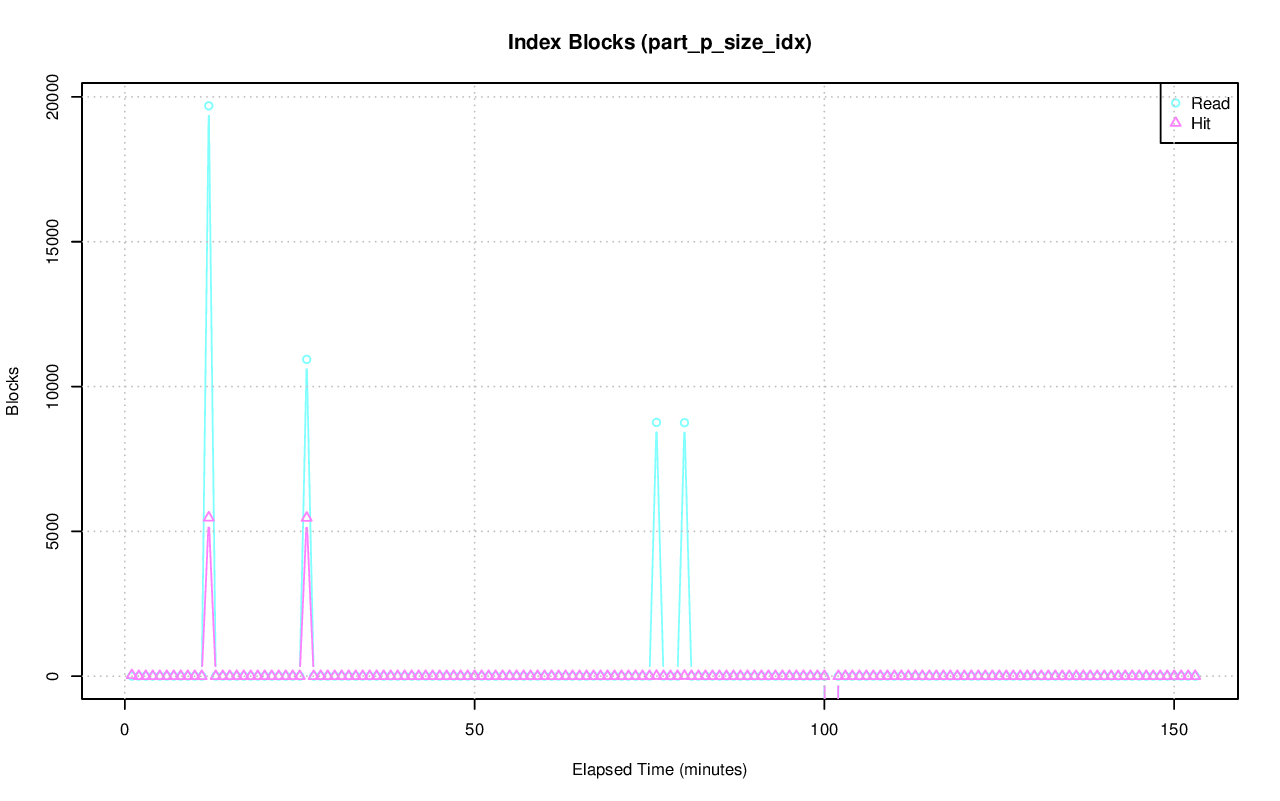 Index Blocks (part_p_size_idx)
Read
Hit
20000
15000
10000
5000
0
Blocks
0 50 100 150
Elapsed Time (minutes)